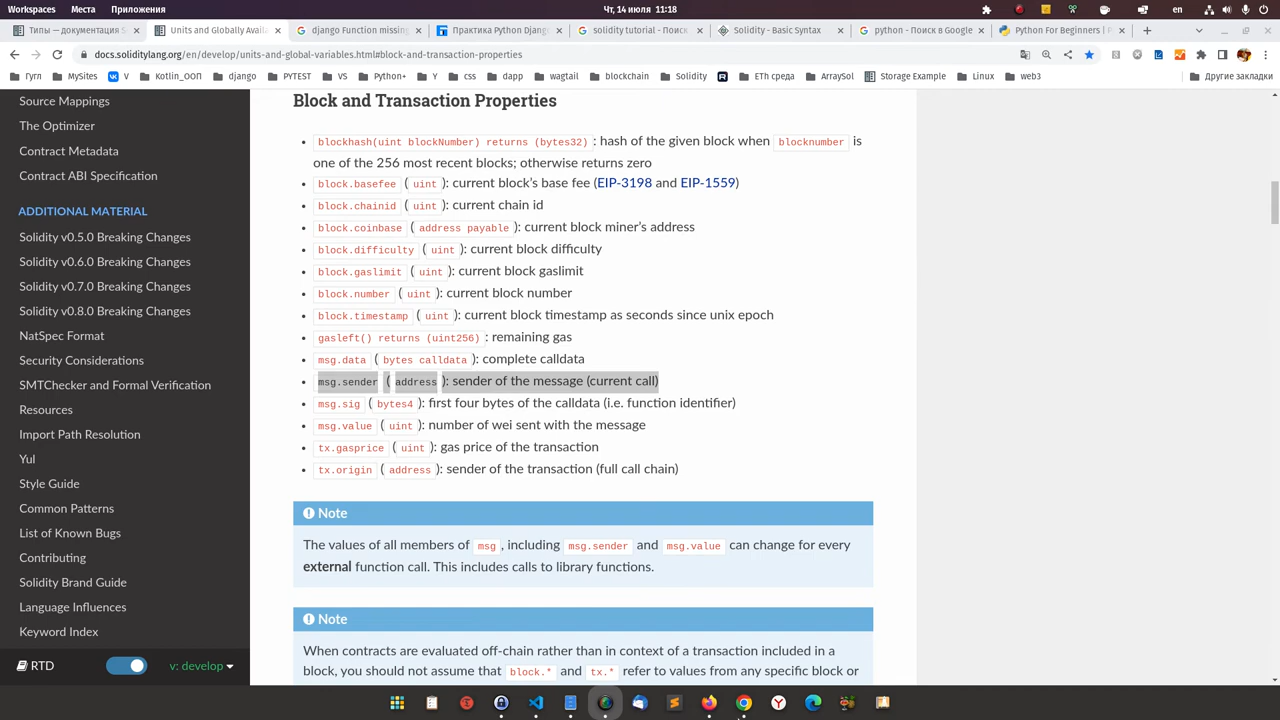 Workspaces Места Приложения Чт, 14 июля 11:18 en
Типы — документация S Units and Globally Avail django Function missing Практика Python Django solidity tutorial - Поиск Solidity - Basic Syntax python - Поиск в Google Python For Beginners | P
docs.soliditylang.org/en/develop/units-and-global-variables.html#block-and-transaction-properties
Гугл MySites V Kotlin_ООП django PYTEST VS Python+ Y css dapp wagtail blockchain Solidity ETh среда ArraySol Storage Example Linux web3 Другие закладки
Source Mappings
The Optimizer
Contract Metadata
Contract ABI Specification
ADDITIONAL MATERIAL
Solidity v0.5.0 Breaking Changes
Solidity v0.6.0 Breaking Changes
Solidity v0.7.0 Breaking Changes
Solidity v0.8.0 Breaking Changes
NatSpec Format
Security Considerations
SMTChecker and Formal Verification
Resources
Import Path Resolution
Yul
Style Guide
Common Patterns
List of Known Bugs
Contributing
Solidity Brand Guide
Language Influences
Keyword Index
RTD v: develop
Block and Transaction Properties
blockhash(uint blockNumber) returns (bytes32) : hash of the given block when blocknumber is
one of the 256 most recent blocks; otherwise returns zero
block.basefee ( uint ): current block’s base fee (EIP-3198 and EIP-1559)
block.chainid ( uint ): current chain id
block.coinbase ( address payable ): current block miner’s address
block.difficulty ( uint ): current block difficulty
block.gaslimit ( uint ): current block gaslimit
block.number ( uint ): current block number
block.timestamp ( uint ): current block timestamp as seconds since unix epoch
gasleft() returns (uint256) : remaining gas
msg.data ( bytes calldata ): complete calldata
msg.sender ( address ): sender of the message (current call)
msg.sig ( bytes4 ): first four bytes of the calldata (i.e. function identifier)
msg.value ( uint ): number of wei sent with the message
tx.gasprice ( uint ): gas price of the transaction
tx.origin ( address ): sender of the transaction (full call chain)
Note
The values of all members of msg , including msg.sender and msg.value can change for every
external function call. This includes calls to library functions.
Note
When contracts are evaluated off-chain rather than in context of a transaction included in a
block, you should not assume that block.* and tx.* refer to values from any specific block or